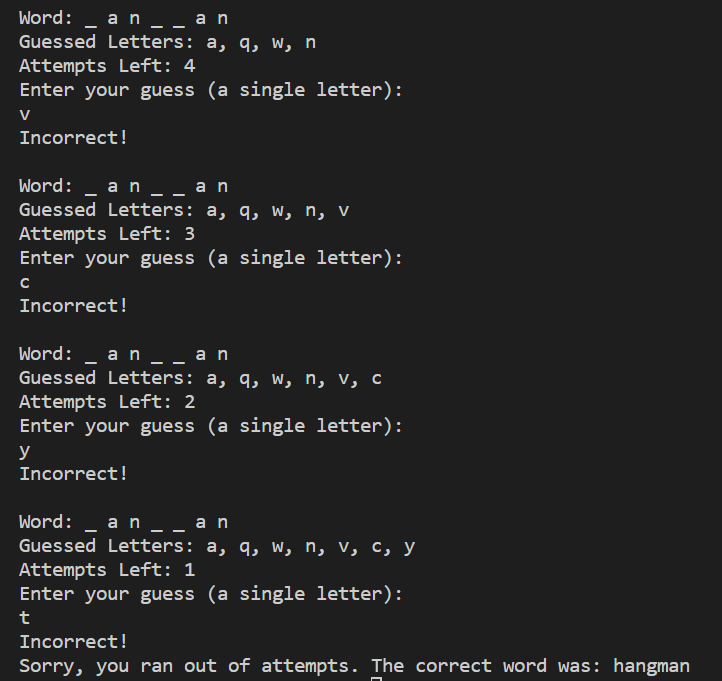 Word: _ a n _ _ a n
Guessed Letters: a, q, w, n
Attempts Left: 4
Enter your guess (a single letter):
v
Incorrect!
Word: _ a n _ _ a n
Guessed Letters: a, q, w, n, v
Attempts Left: 3
Enter your guess (a single letter):
c
Incorrect!
Word: _ a n _ _ a n
Guessed Letters: a, q, w, n, v, c
Attempts Left: 2
Enter your guess (a single letter):
y
Incorrect!
Word: _ a n _ _ a n
Guessed Letters: a, q, w, n, v, c, y
Attempts Left: 1
Enter your guess (a single letter):
t
Incorrect!
Sorry, you ran out of attempts. The correct word was: hangman